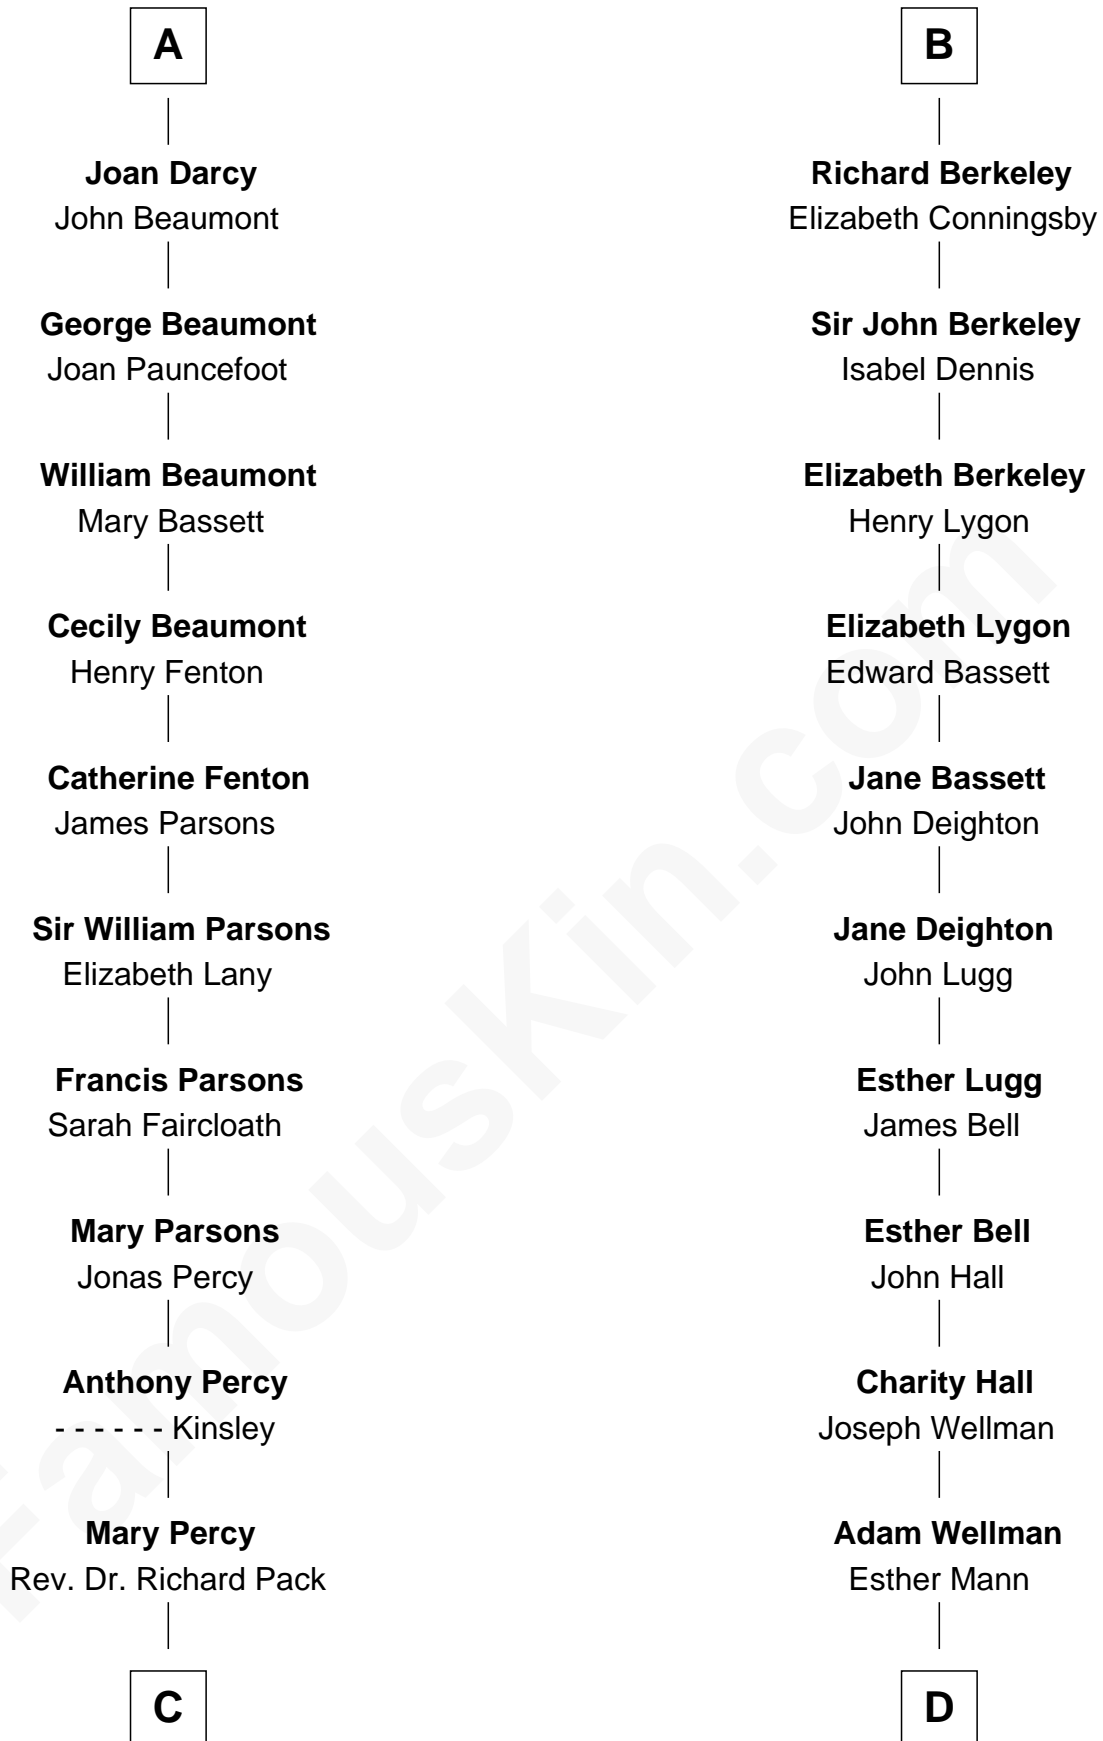 A
Joan Darcy
John Beaumont
George Beaumont
Joan Pauncefoot
William Beaumont
Mary Bassett
Cecily Beaumont
Henry Fenton
Catherine Fenton
James Parsons
Sir William Parsons
Elizabeth Lany
Francis Parsons
Sarah Faircloath
Mary Parsons
Jonas Percy
Anthony Percy
- - - - - - Kinsley
Mary Percy
Rev. Dr. Richard Pack
C
B
Richard Berkeley
Elizabeth Conningsby
Sir John Berkeley
Isabel Dennis
Elizabeth Berkeley
Henry Lygon
Elizabeth Lygon
Edward Bassett
Jane Bassett
John Deighton
Jane Deighton
John Lugg
Esther Lugg
James Bell
Esther Bell
John Hall
Charity Hall
Joseph Wellman
Adam Wellman
Esther Mann
D
FamousKin.com